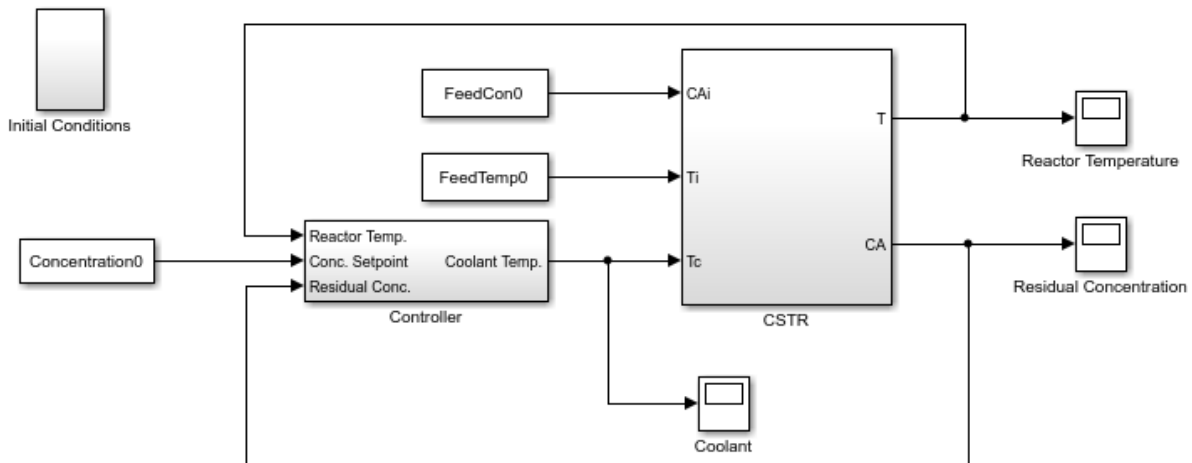 Initial Conditions
FeedCon0
FeedTemp0
Concentration0
Reactor Temp.
Conc. Setpoint
Residual Conc.
Coolant Temp.
Controller
CAi
Ti
Tc
T
CA
CSTR
Reactor Temperature
Residual Concentration
Coolant